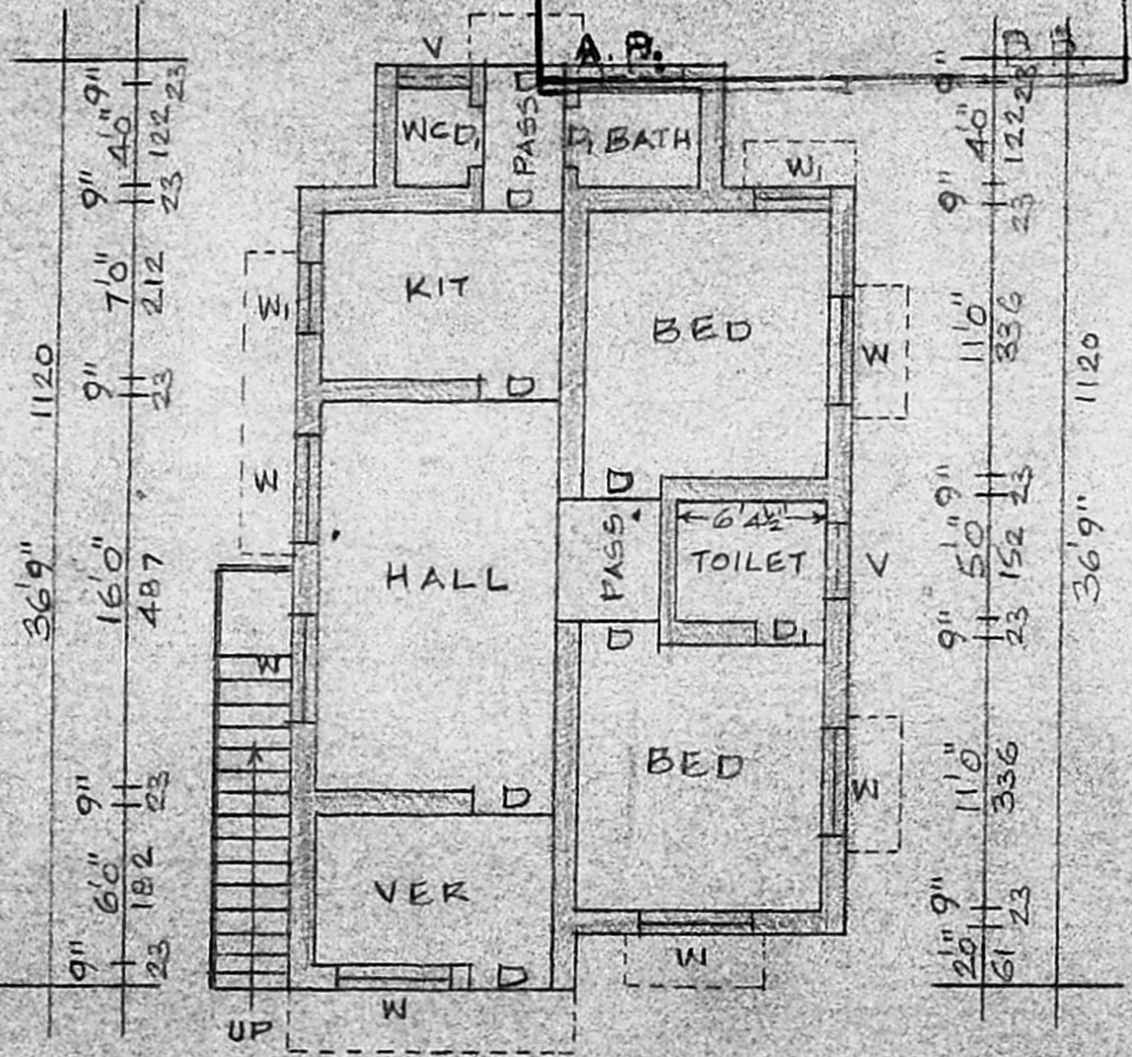 A. B.
V
9" 23
4'0" 122
9" 23
7'0" 212
9" 23
16'0" 487
9" 23
6'0" 182
9" 23
36'9" 1120
WC D1
PASS
D
D
D1 BATH
W1
KIT
W1
D
BED
W
W
HALL
D
PASS
D
6'4½"
TOILET
D1
V
W
D
VER
D
W
UP
BED
W
W
9" 23
4'0" 122
9" 23
11'0" 336
9" 23
5'0" 152
9" 23
11'0" 336
9" 23
2'0" 61
36'9" 1120